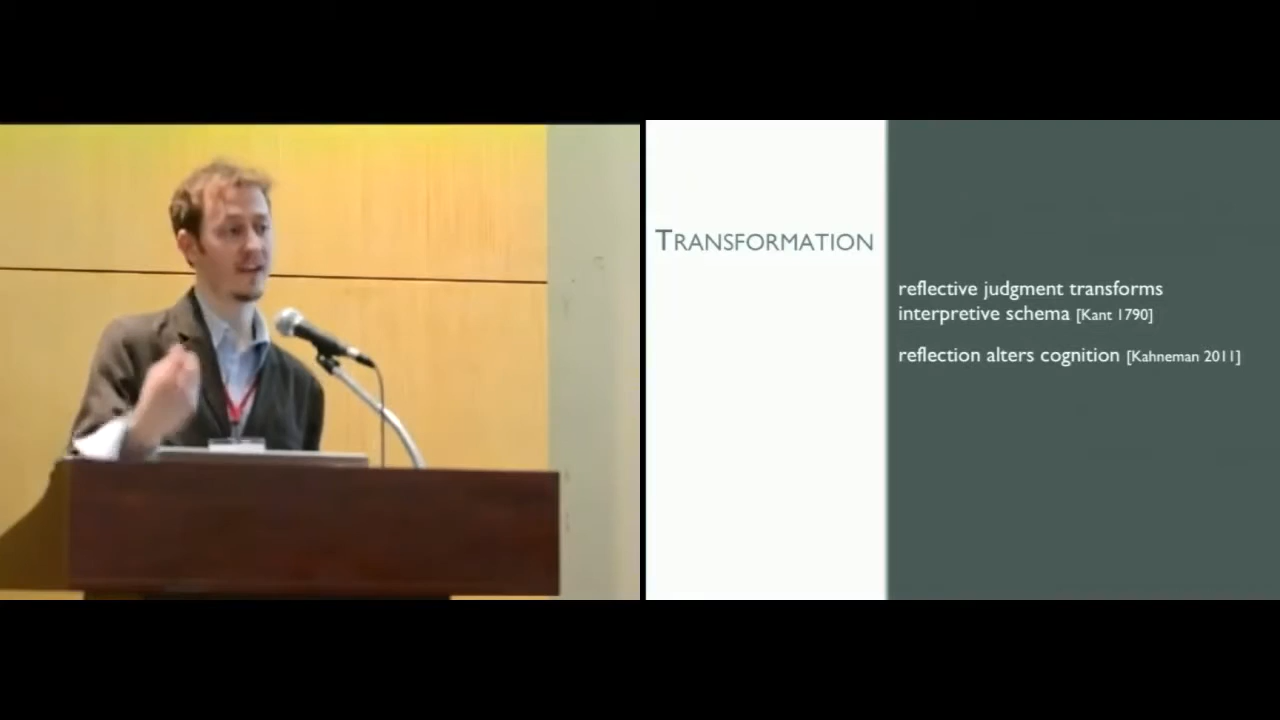 TRANSFORMATION
reflective judgment transforms
interpretive schema [Kant 1790]
reflection alters cognition [Kahneman 2011]